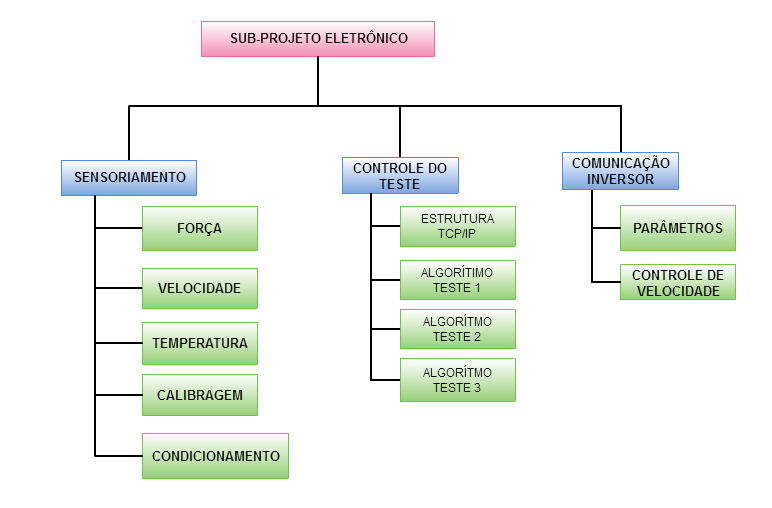 SUB-PROJETO ELETRÔNICO
SENSORIAMENTO
FORÇA
VELOCIDADE
TEMPERATURA
CALIBRAGEM
CONDICIONAMENTO
CONTROLE DO
TESTE
ESTRUTURA
TCP/IP
ALGORÍTIMO
TESTE 1
ALGORÍTMO
TESTE 2
ALGORÍTMO
TESTE 3
COMUNICAÇÃO
INVERSOR
PARÂMETROS
CONTROLE DE
VELOCIDADE